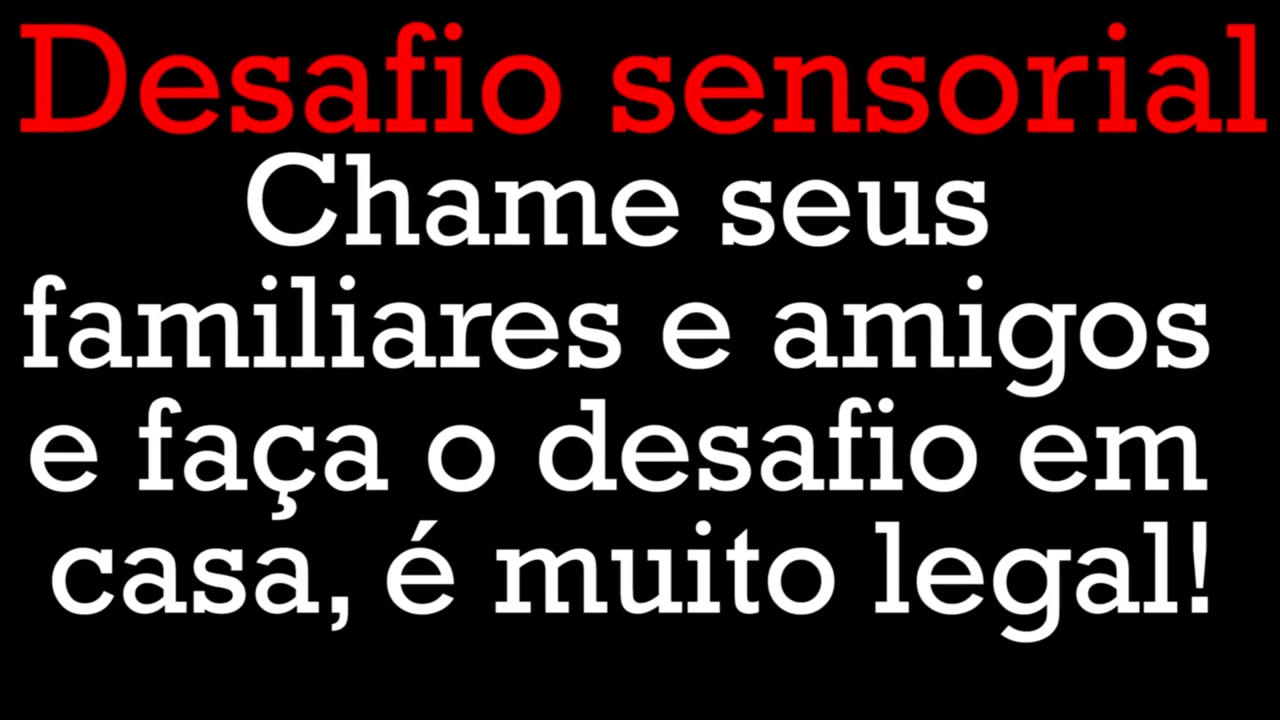 Desafio sensorial
Chame seus
familiares e amigos
e faça o desafio em
casa, é muito legal!